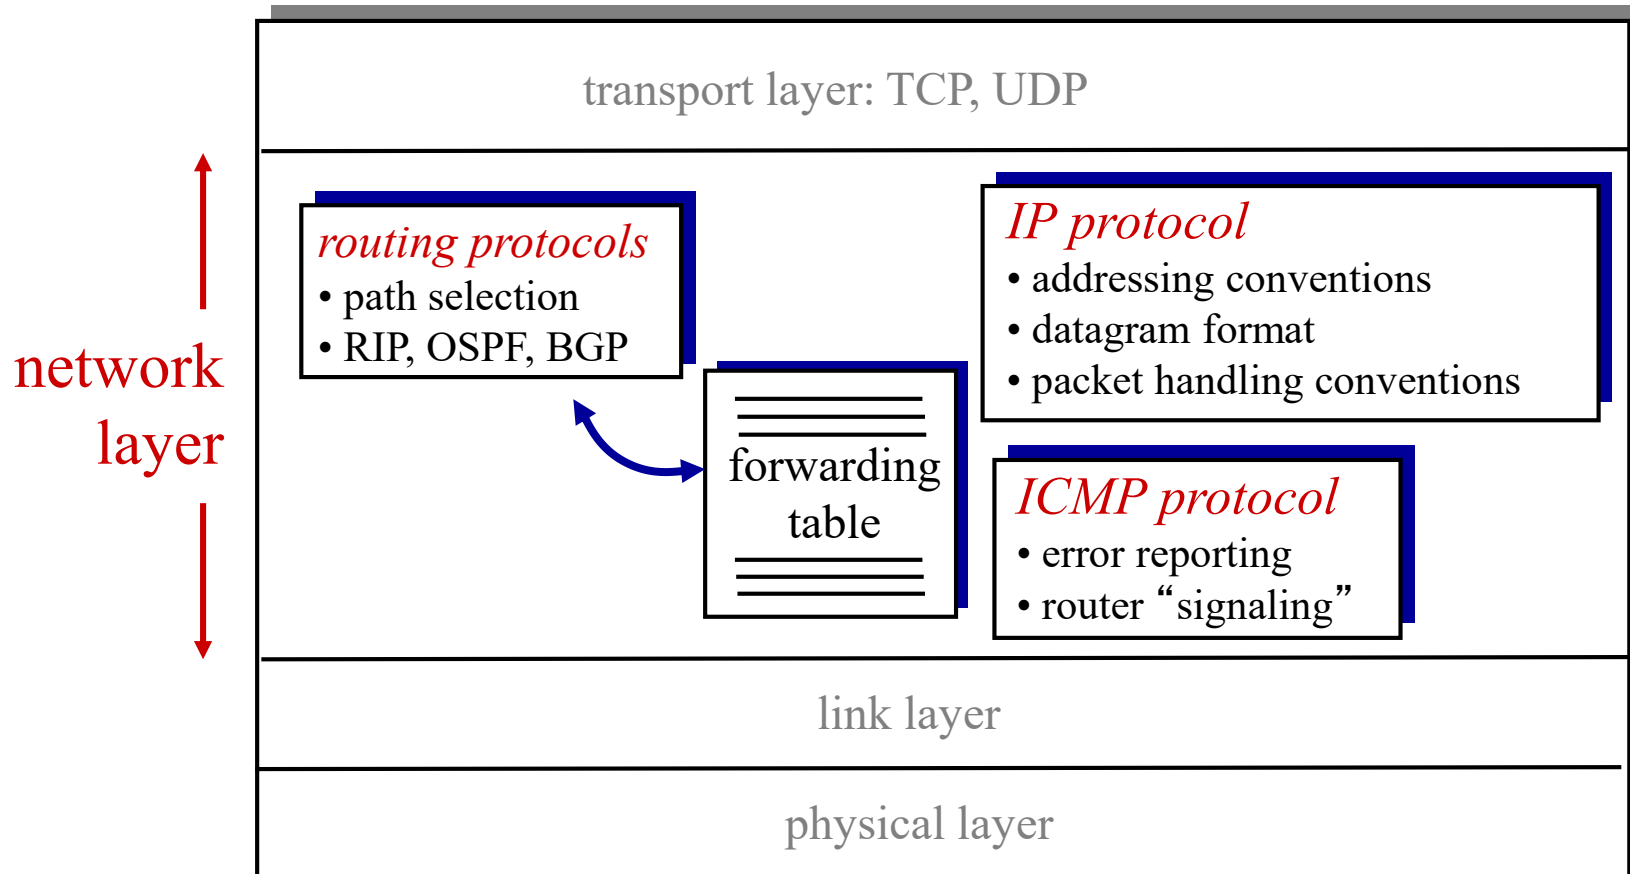 transport layer: TCP, UDP
network
layer
routing protocols
• path selection
• RIP, OSPF, BGP
forwarding
table
IP protocol
• addressing conventions
• datagram format
• packet handling conventions
ICMP protocol
• error reporting
• router “signaling”
link layer
physical layer